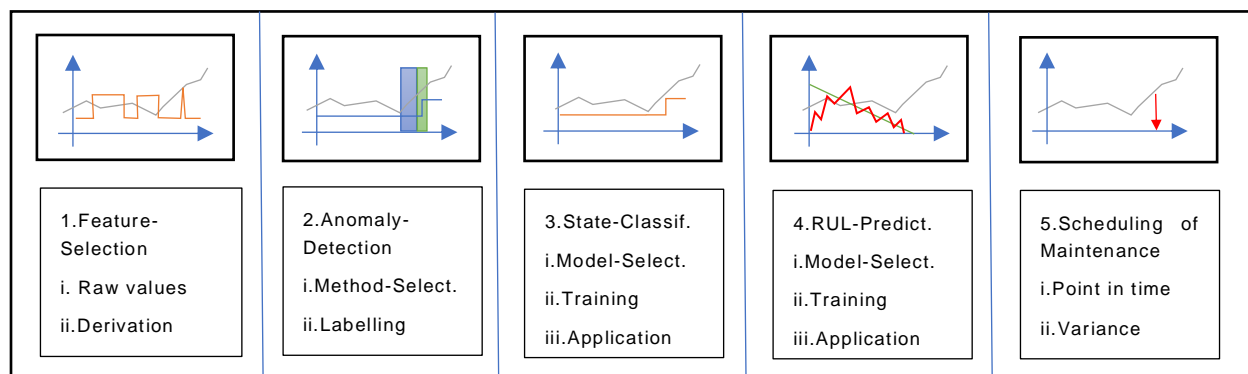 1.Feature-
Selection
i. Raw values
ii.Derivation
2.Anomaly-
Detection
i.Method-Select.
ii.Labelling
3.State-Classif.
i.Model-Select.
ii.Training
iii.Application
4.RUL-Predict.
i.Model-Select.
ii.Training
iii.Application
5.Scheduling of
Maintenance
i.Point in time
ii.Variance